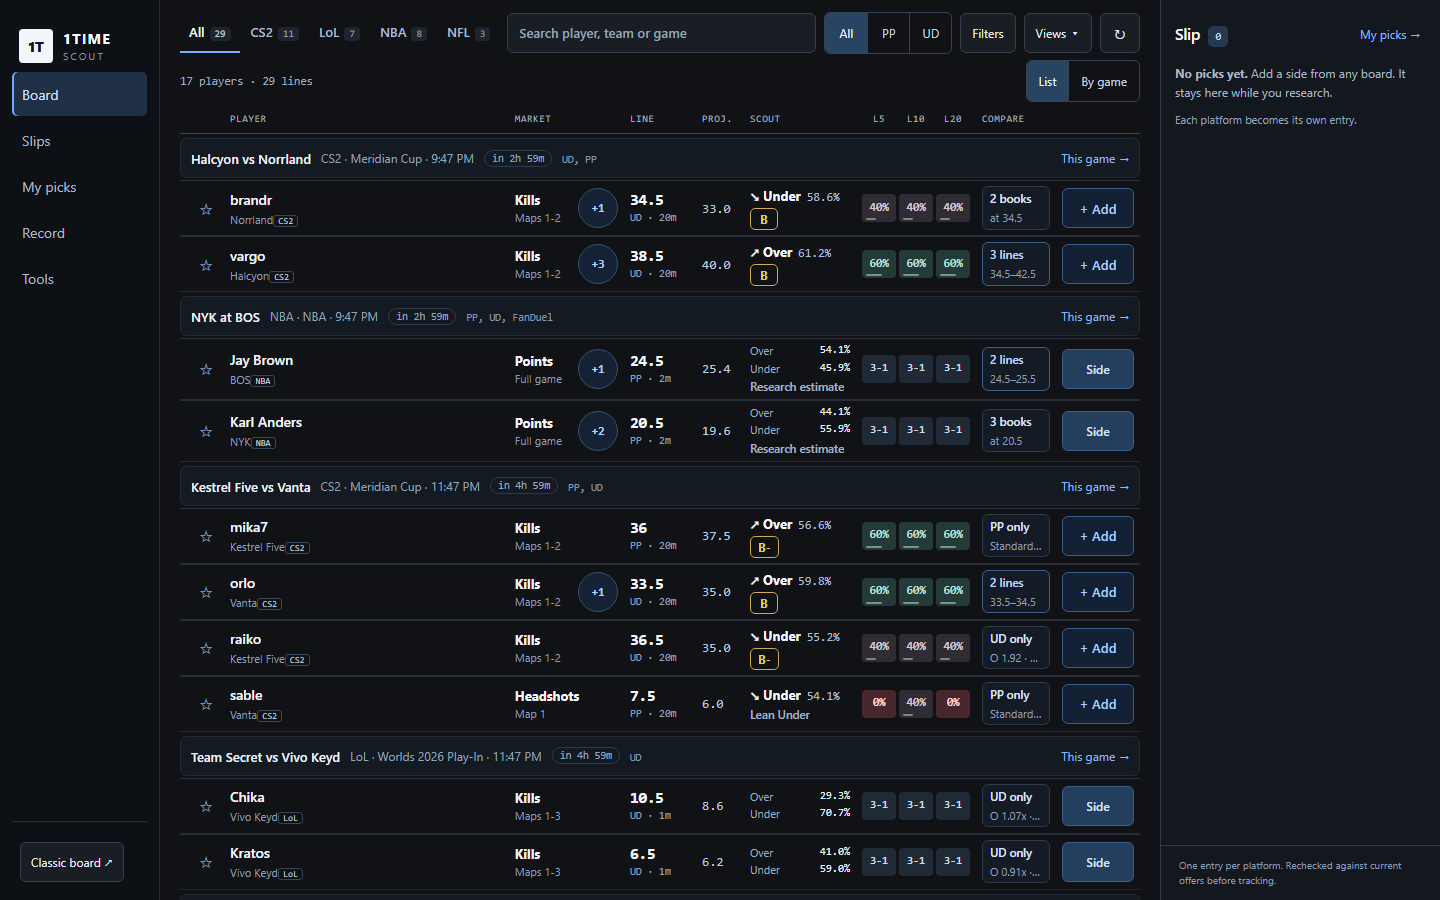 1T
1TIME
SCOUT
Board
Slips
My picks
Record
Tools
Classic board ↗
All 29 CS2 11 LoL 7 NBA 8 NFL 3
Search player, team or game
All PP UD
Filters
Views ▾
↻
17 players · 29 lines
List By game
PLAYER MARKET LINE PROJ. SCOUT L5 L10 L20 COMPARE
Halcyon vs Norrland CS2 · Meridian Cup · 9:47 PM in 2h 59m UD, PP This game →
☆ brandr Kills +1 34.5 33.0 ↘ Under 58.6% 40% 40% 40% 2 books + Add
Norrland CS2 Maps 1-2 UD · 20m B at 34.5
☆ vargo Kills +3 38.5 40.0 ↗ Over 61.2% 60% 60% 60% 3 lines + Add
Halcyon CS2 Maps 1-2 UD · 20m B 34.5–42.5
NYK at BOS NBA · NBA · 9:47 PM in 2h 59m PP, UD, FanDuel This game →
☆ Jay Brown Points +1 24.5 25.4 Over 54.1% 3-1 3-1 3-1 2 lines Side
BOS NBA Full game PP · 2m Under 45.9% 24.5–25.5
Research estimate
☆ Karl Anders Points +2 20.5 19.6 Over 44.1% 3-1 3-1 3-1 3 books Side
NYK NBA Full game PP · 2m Under 55.9% at 20.5
Research estimate
Kestrel Five vs Vanta CS2 · Meridian Cup · 11:47 PM in 4h 59m PP, UD This game →
☆ mika7 Kills 36 37.5 ↗ Over 56.6% 60% 60% 60% PP only + Add
Kestrel Five CS2 Maps 1-2 PP · 20m B- Standard...
☆ orlo Kills +1 33.5 35.0 ↗ Over 59.8% 60% 60% 60% 2 lines + Add
Vanta CS2 Maps 1-2 UD · 20m B 33.5–34.5
☆ raiko Kills 36.5 35.0 ↘ Under 55.2% 40% 40% 40% UD only + Add
Kestrel Five CS2 Maps 1-2 UD · 20m B- O 1.92 · ...
☆ sable Headshots 7.5 6.0 ↘ Under 54.1% 0% 40% 0% PP only + Add
Vanta CS2 Map 1 PP · 20m Lean Under Standard...
Team Secret vs Vivo Keyd LoL · Worlds 2026 Play-In · 11:47 PM in 4h 59m UD This game →
☆ Chika Kills 10.5 8.6 Over 29.3% 3-1 3-1 3-1 UD only Side
Vivo Keyd LoL Maps 1-3 UD · 1m Under 70.7% O 1.07x ·...
☆ Kratos Kills 6.5 6.2 Over 41.0% 3-1 3-1 3-1 UD only Side
Vivo Keyd LoL Maps 1-3 UD · 1m Under 59.0% O 0.91x ·...
Slip 0 My picks →
No picks yet. Add a side from any board. It
stays here while you research.
Each platform becomes its own entry.
One entry per platform. Rechecked against current
offers before tracking.